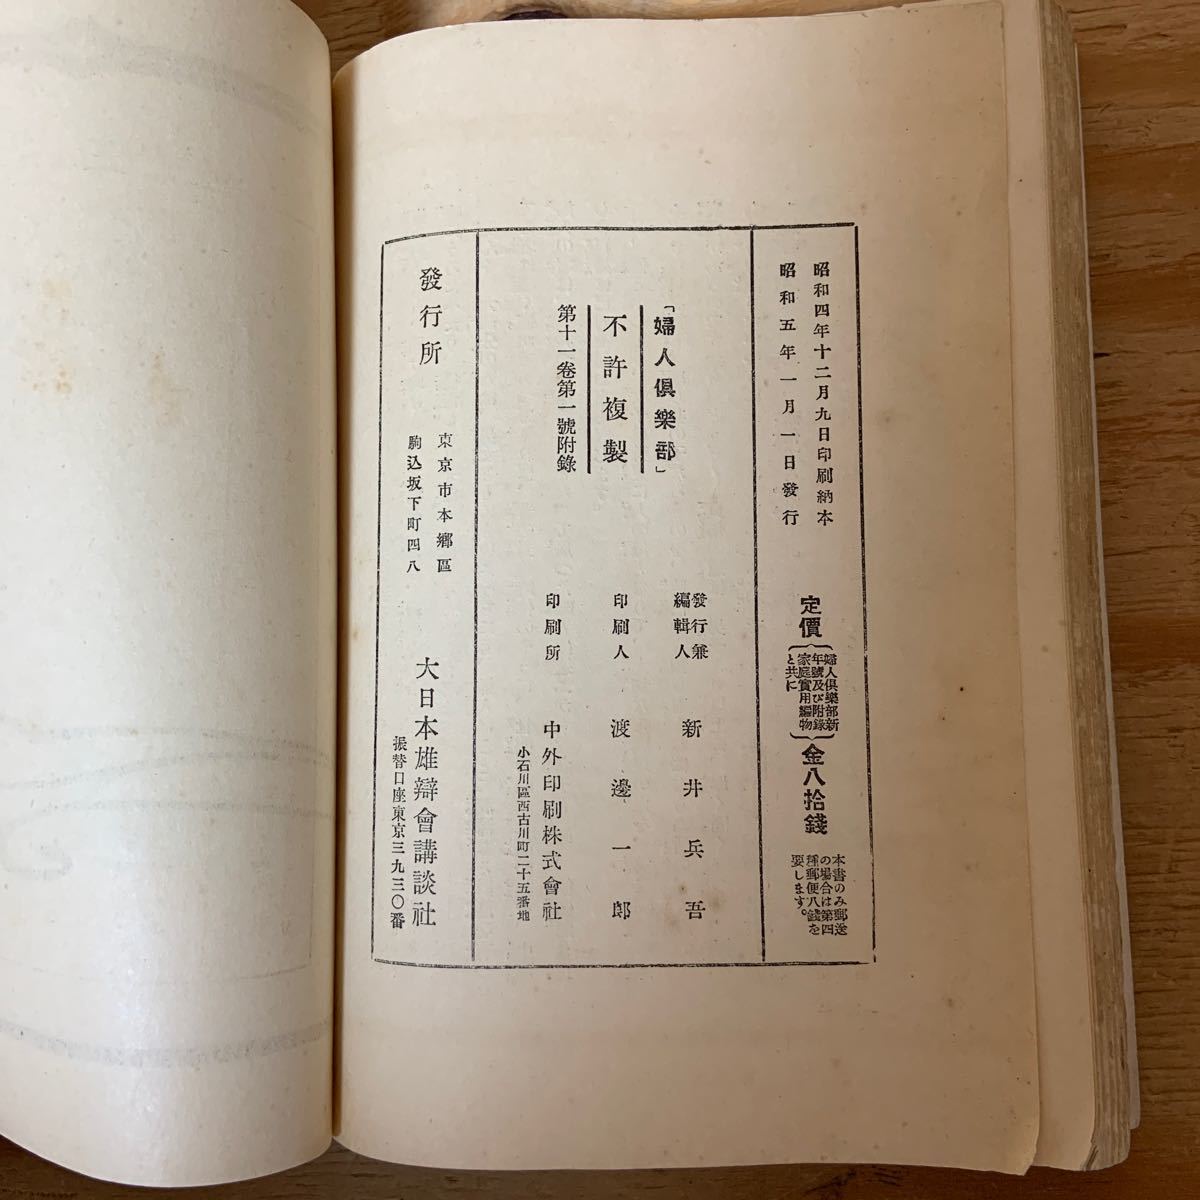 昭和四年十二月九日印刷納本
昭和五年一月一日發行
定價
婦人倶樂部新
年號及び附錄
家庭實用編物
と共に
金八拾錢
本書のみ郵送
の場合は第四
種郵便八錢を
要します。
「婦人倶樂部」
不許複製
第十一卷第一號附錄
發行兼
編輯人
新井兵吾
印刷人
渡邊一郎
印刷所
中外印刷株式會社
小石川區西古川町二十五番地
發行所
東京市本鄕區
駒込坂下町四八
大日本雄辯會講談社
振替口座東京三九三〇番